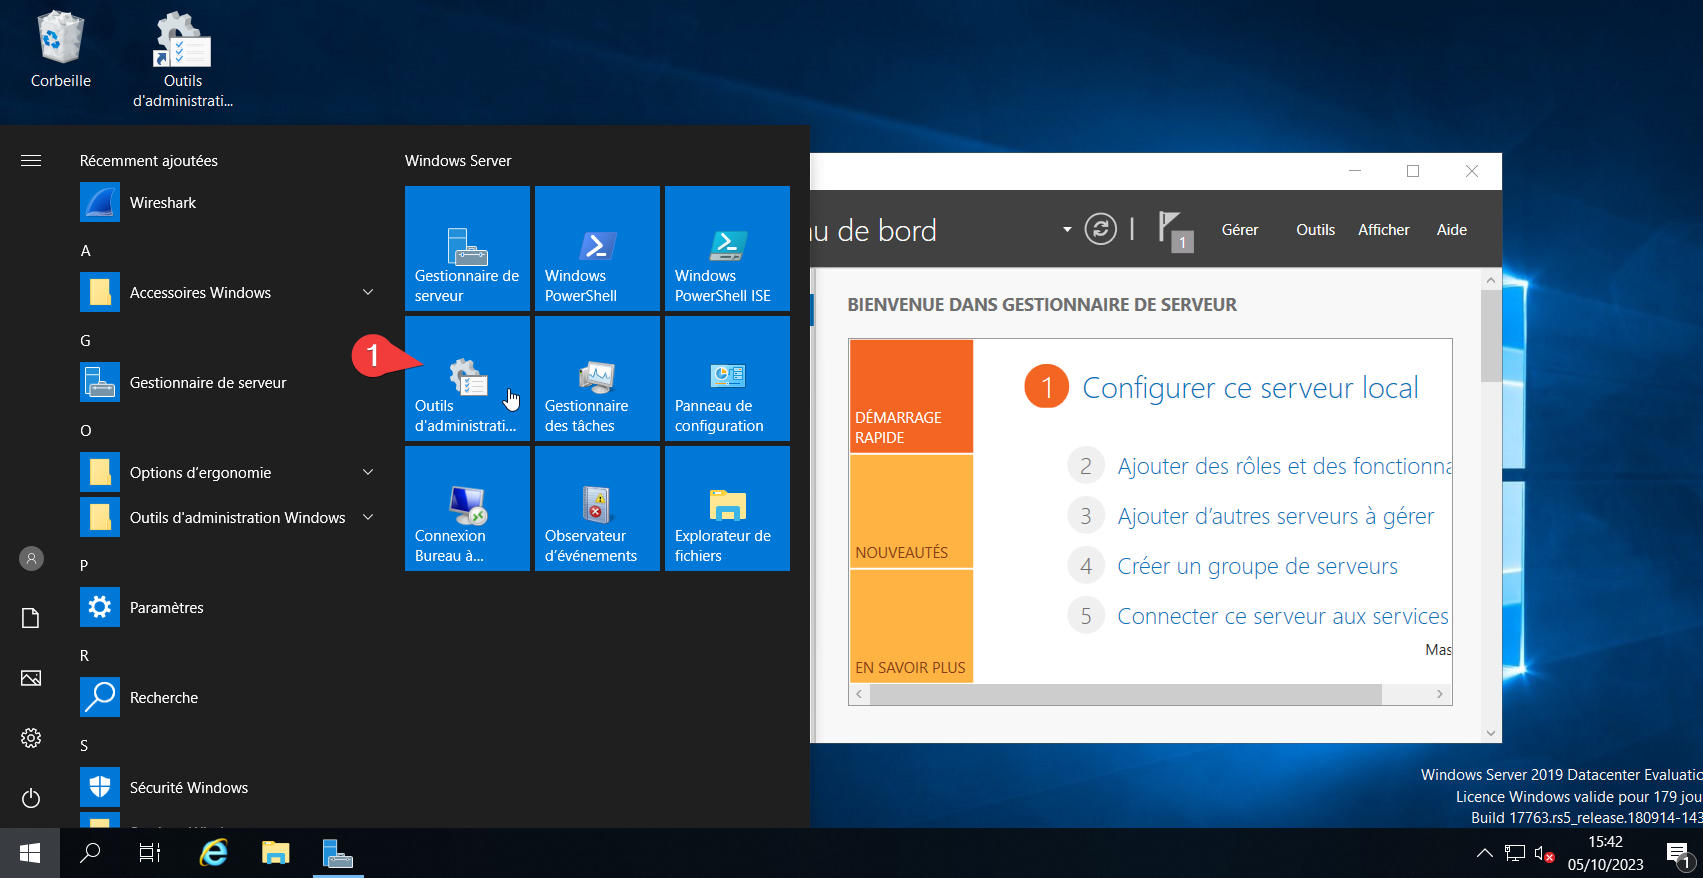 Corbeille
Outils
d'administrati...
Récemment ajoutées
Wireshark
A
Accessoires Windows
G
Gestionnaire de serveur
O
Options d’ergonomie
Outils d'administration Windows
P
Paramètres
R
Recherche
S
Sécurité Windows
Windows Server
Gestionnaire de
serveur
Windows
PowerShell
Windows
PowerShell ISE
1
Outils
d'administrati...
Gestionnaire
des tâches
Panneau de
configuration
Connexion
Bureau à...
Observateur
d’événements
Explorateur de
fichiers
au de bord
1
Gérer
Outils
Afficher
Aide
BIENVENUE DANS GESTIONNAIRE DE SERVEUR
DÉMARRAGE
RAPIDE
NOUVEAUTÉS
EN SAVOIR PLUS
1 Configurer ce serveur local
2 Ajouter des rôles et des fonctionna
3 Ajouter d’autres serveurs à gérer
4 Créer un groupe de serveurs
5 Connecter ce serveur aux services
Mas
Windows Server 2019 Datacenter Evaluatio
Licence Windows valide pour 179 jou
Build 17763.rs5_release.180914-143
15:42
05/10/2023
1